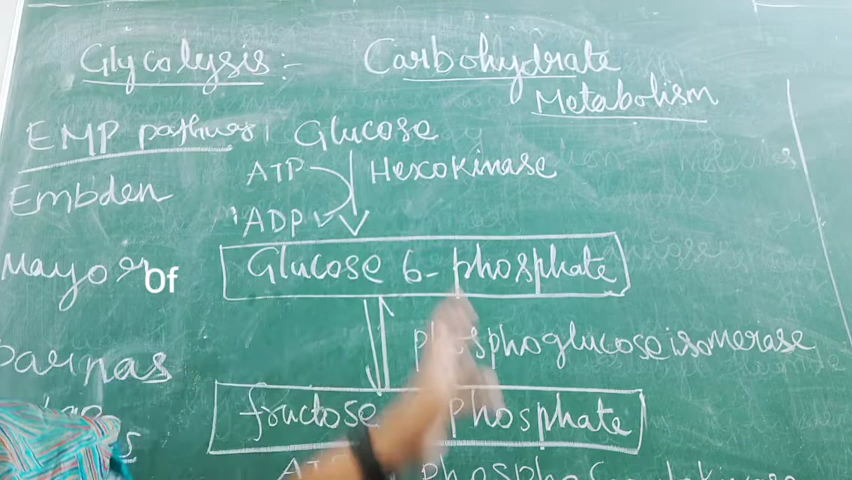 Glycolysis :- Carbohydrate
Metabolism
EMP pathway Glucose
ATP Hexokinase
Embden
ADP
Glucose 6- phosphate
Mayor
Of
phosphoglucose isomerase
Parnas
fructose phosphate